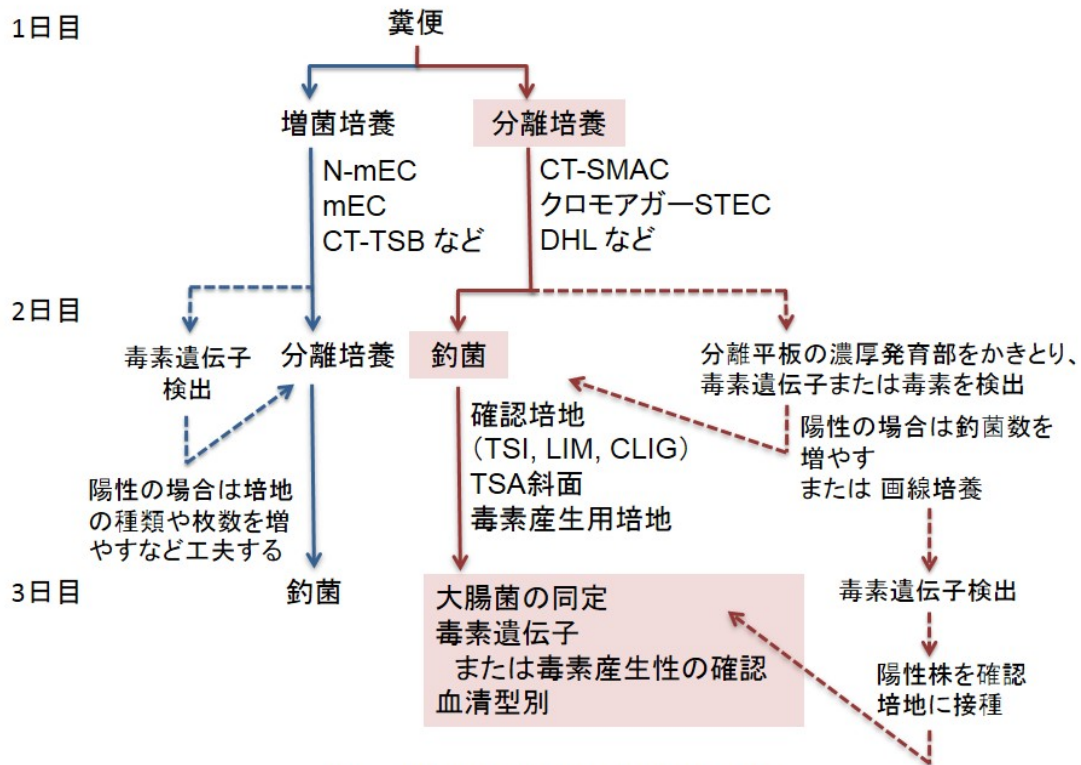 1日目
糞便
増菌培養
分離培養
N-mEC
mEC
CT-TSB など
CT-SMAC
クロモアガーSTEC
DHL など
2日目
毒素遺伝子
検出
分離培養
釣菌
分離平板の濃厚発育部をかきとり、
毒素遺伝子または毒素を検出
確認培地
（TSI, LIM, CLIG）
TSA斜面
毒素産生用培地
陽性の場合は釣菌数を
増やす
または 画線培養
陽性の場合は培地
の種類や枚数を増
やすなど工夫する
3日目
釣菌
大腸菌の同定
毒素遺伝子
または毒素産生性の確認
血清型別
毒素遺伝子検出
陽性株を確認
培地に接種